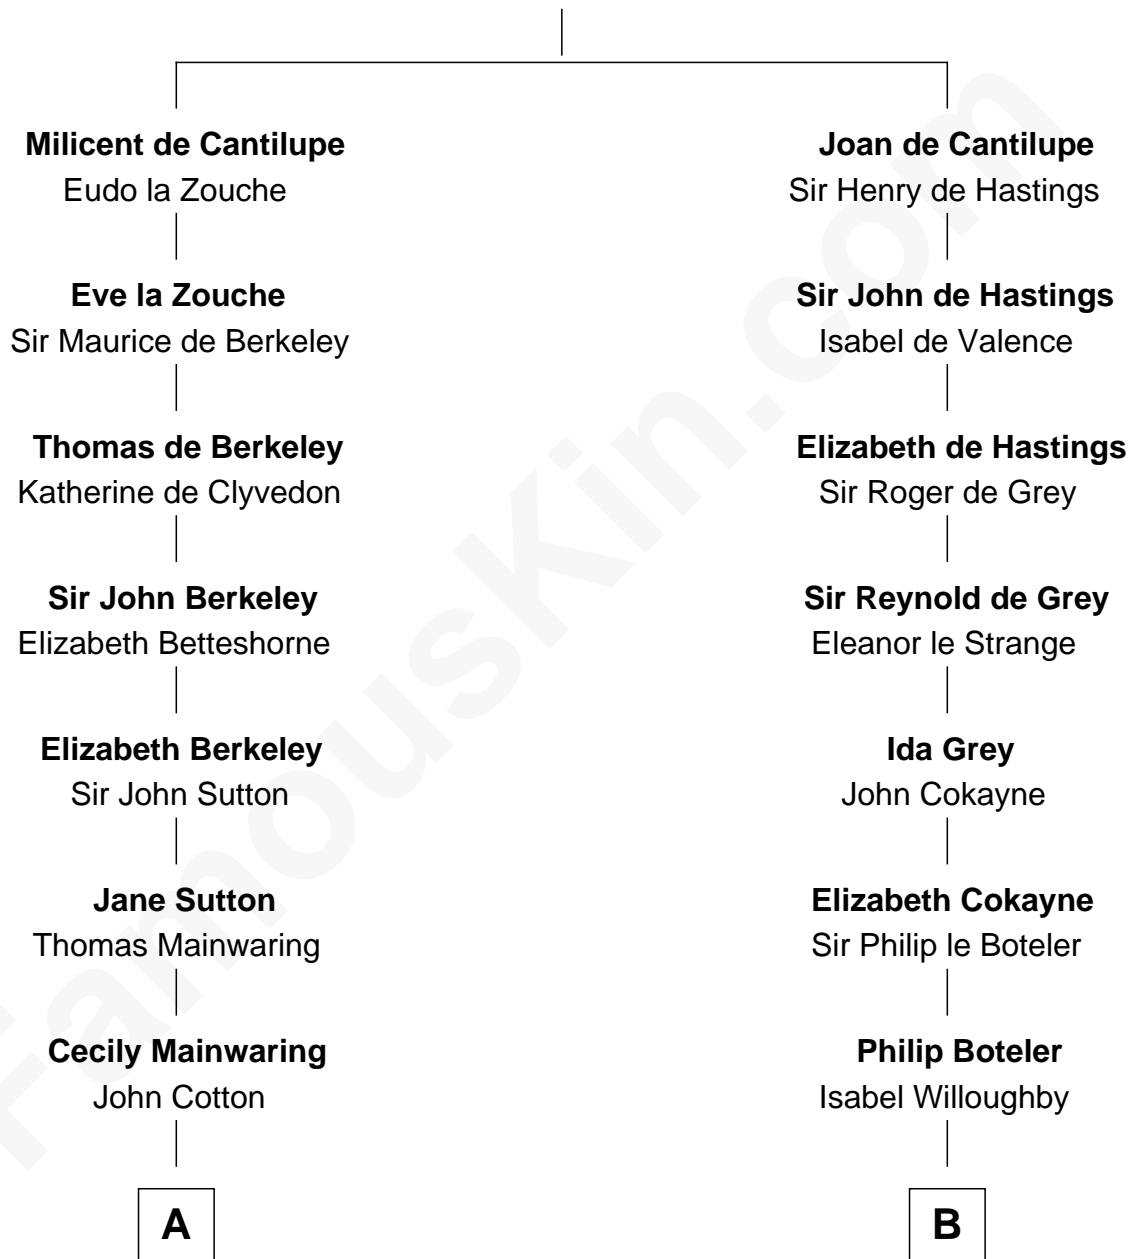 Milicent de Cantilupe
Eudo la Zouche
Eve la Zouche
Sir Maurice de Berkeley
Thomas de Berkeley
Katherine de Clyvedon
Sir John Berkeley
Elizabeth Betteshorne
Elizabeth Berkeley
Sir John Sutton
Jane Sutton
Thomas Mainwaring
Cecily Mainwaring
John Cotton
A
Joan de Cantilupe
Sir Henry de Hastings
Sir John de Hastings
Isabel de Valence
Elizabeth de Hastings
Sir Roger de Grey
Sir Reynold de Grey
Eleanor le Strange
Ida Grey
John Cokayne
Elizabeth Cokayne
Sir Philip le Boteler
Philip Boteler
Isabel Willoughby
B
FamousKin.com